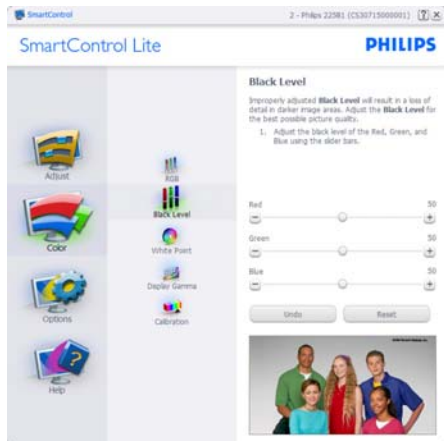 SmartControl
2 - Philips 225B1 (CS30715000001)
SmartControl Lite
PHILIPS
Adjust
Color
Options
Help
RGB
Black Level
White Point
Display Gamma
Calibration
Black Level
Improperly adjusted Black Level will result in a loss of
detail in darker image areas. Adjust the Black Level for
the best possible picture quality.
1. Adjust the black level of the Red, Green, and
Blue using the slider bars.
Red 50
Green 50
Blue 50
Undo Reset